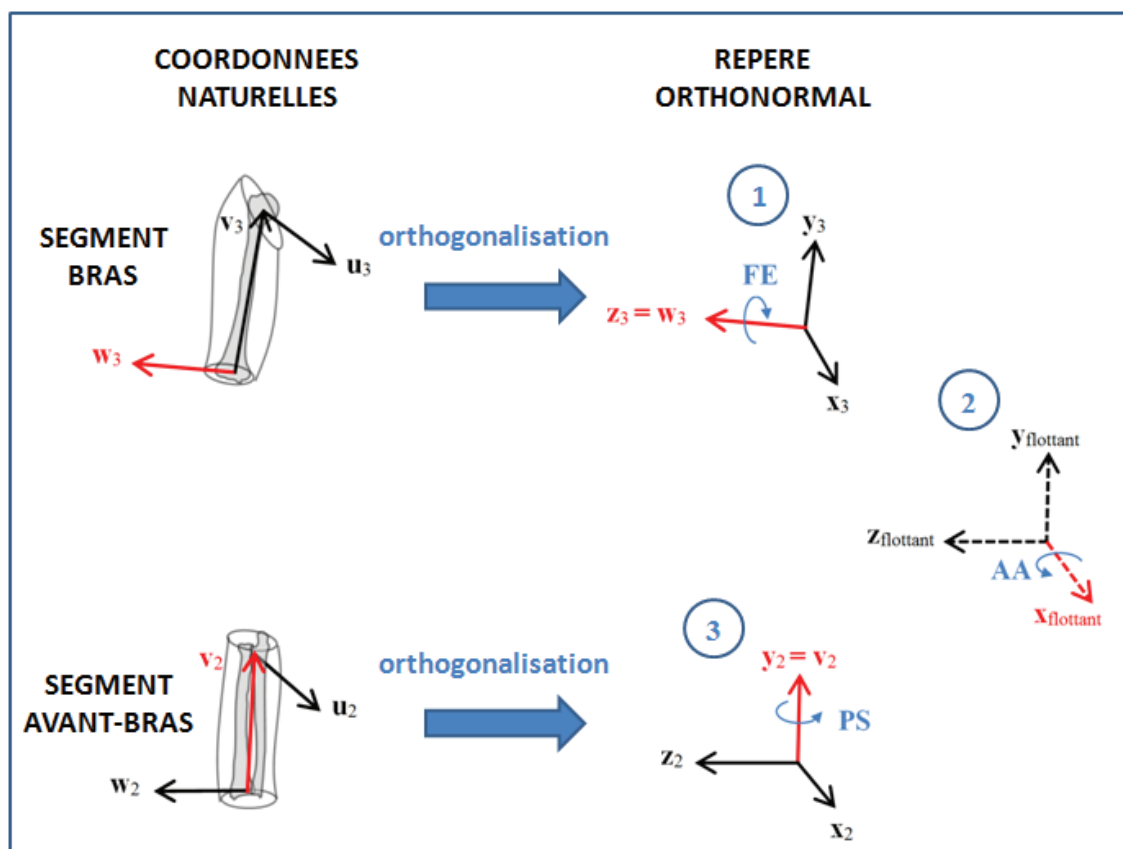 COORDONNEES
NATURELLES
REPERE
ORTHONORMAL
SEGMENT
BRAS
v3
u3
w3
orthogonalisation
1
y3
FE
z3 = w3
x3
2
yflottant
zflottant
AA
xflottant
SEGMENT
AVANT-BRAS
v2
u2
w2
orthogonalisation
3
y2 = v2
PS
z2
x2